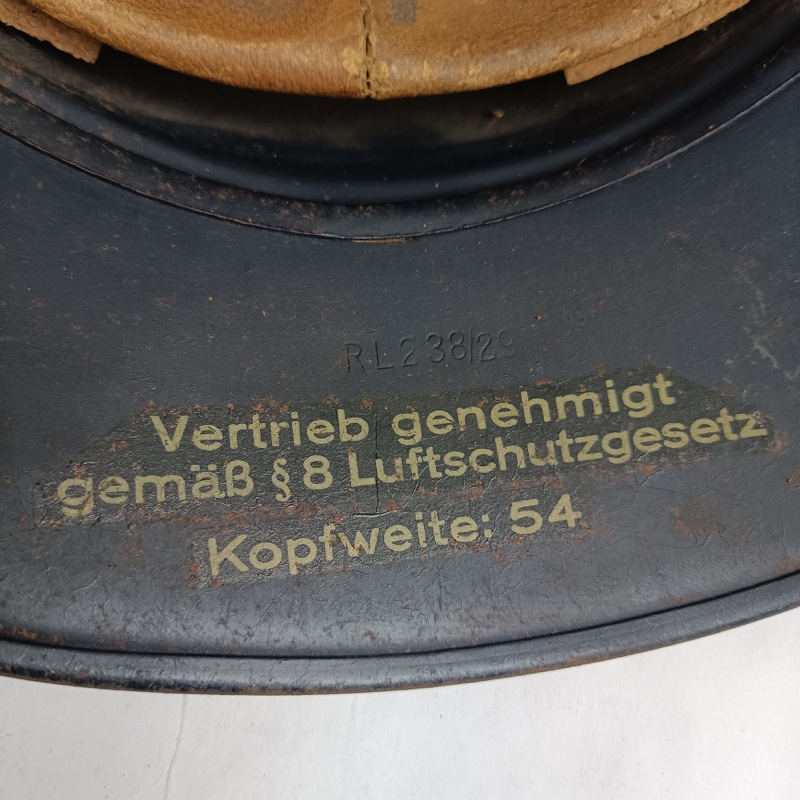 RL2 38/29
Vertrieb genehmigt
gemäß § 8 Luftschutzgesetz
Kopfweite: 54